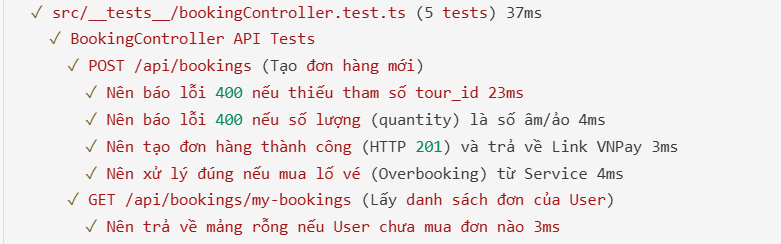 ✓ src/__tests__/bookingController.test.ts (5 tests) 37ms
✓ BookingController API Tests
✓ POST /api/bookings (Tạo đơn hàng mới)
✓ Nên báo lỗi 400 nếu thiếu tham số tour_id 23ms
✓ Nên báo lỗi 400 nếu số lượng (quantity) là số âm/ảo 4ms
✓ Nên tạo đơn hàng thành công (HTTP 201) và trả về Link VNPay 3ms
✓ Nên xử lý đúng nếu mua lố vé (Overbooking) từ Service 4ms
✓ GET /api/bookings/my-bookings (Lấy danh sách đơn của User)
✓ Nên trả về mảng rỗng nếu User chưa mua đơn nào 3ms